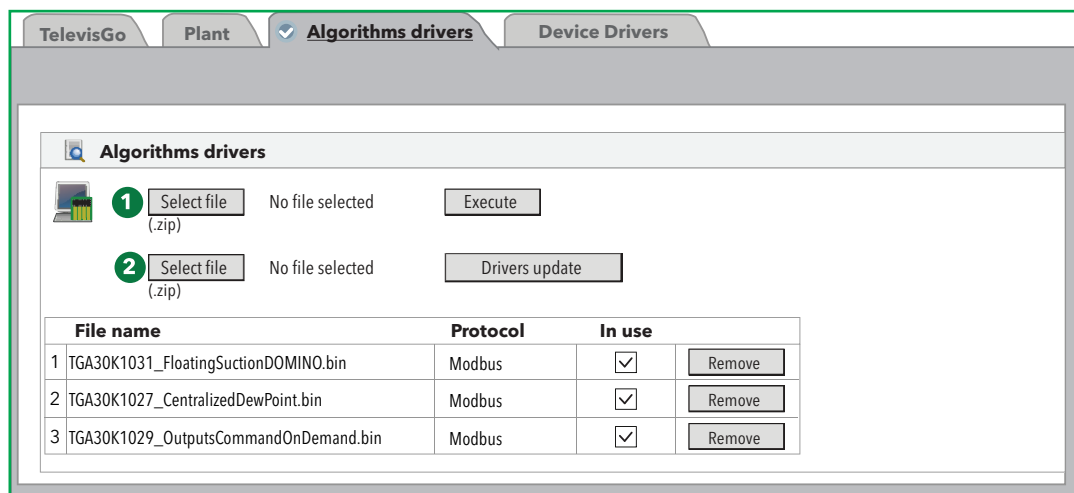 TelevisGo Plant Algorithms drivers Device Drivers
Algorithms drivers
1 Select file No file selected Execute
(.zip)
2 Select file No file selected Drivers update
(.zip)
File name Protocol In use
1 TGA30K1031_FloatingSuctionDOMINO.bin Modbus Remove
2 TGA30K1027_CentralizedDewPoint.bin Modbus Remove
3 TGA30K1029_OutputsCommandOnDemand.bin Modbus Remove